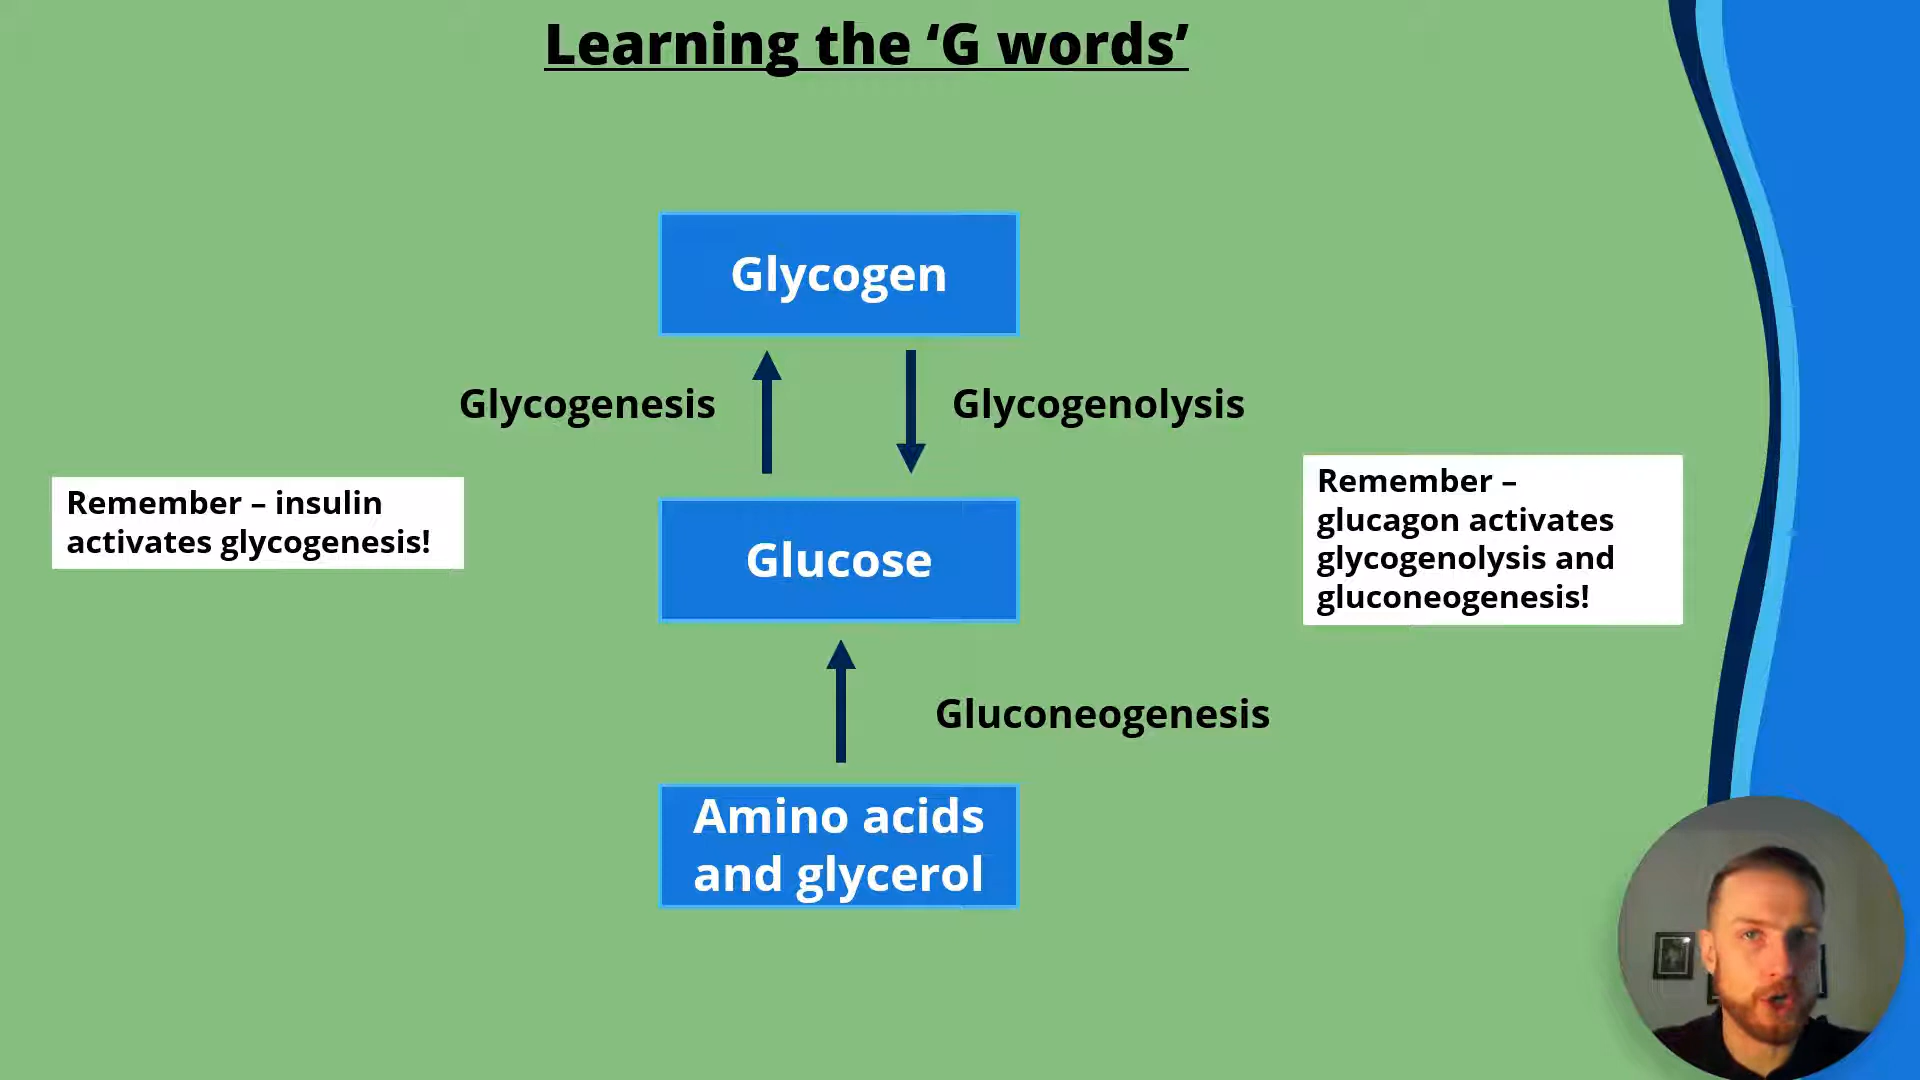 Learning the ‘G words’
Glycogen
Glycogenesis
Glycogenolysis
Remember – insulin
activates glycogenesis!
Glucose
Remember –
glucagon activates
glycogenolysis and
gluconeogenesis!
Gluconeogenesis
Amino acids
and glycerol